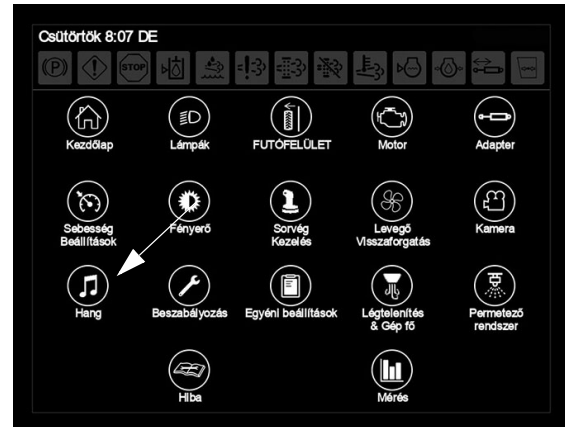 Csütörtök 8:07 DE
(P) STOP
Kezdőlap Lámpák FUTÓFELÜLET Motor Adapter
Sebesség Beállítások
Fényerő
Sorvég Kezelés
Levegő Visszaforgatás
Kamera
Hang
Beszabályozás
Egyéni beállítások
Légtelenítés & Gép fő
Permetező rendszer
Hiba Mérés